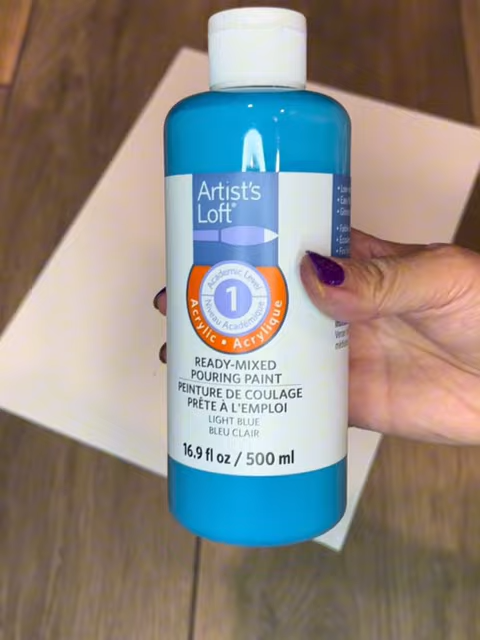 Artist's
Loft®
Academic Level
1
Niveau Académique
Acrylic • Acrylique
READY-MIXED
POURING PAINT
PEINTURE DE COULAGE
PRÊTE À L'EMPLOI
LIGHT BLUE
BLEU CLAIR
16.9 fl oz / 500 ml